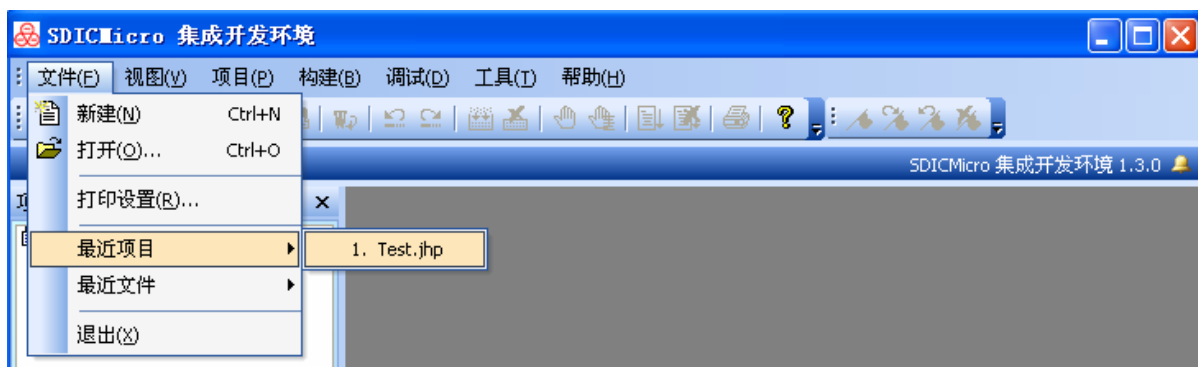 SDICMicro 集成开发环境
文件(F) 视图(V) 项目(P) 构建(B) 调试(D) 工具(T) 帮助(H)
新建(N) Ctrl+N
打开(O)... Ctrl+O
SDICMicro 集成开发环境 1.3.0
打印设置(R)...
最近项目
1. Test.jhp
最近文件
退出(X)